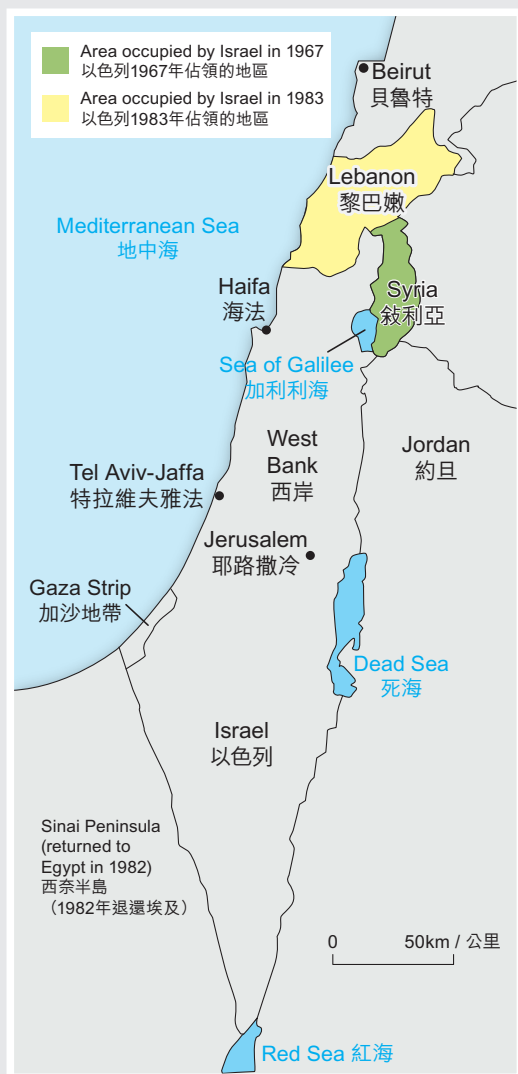 Area occupied by Israel in 1967
以色列1967年佔領的地區
Area occupied by Israel in 1983
以色列1983年佔領的地區
Beirut
貝魯特
Lebanon
黎巴嫩
Mediterranean Sea
地中海
Haifa
海法
Syria
敍利亞
Sea of Galilee
加利利海
West
Bank
西岸
Jordan
約旦
Tel Aviv-Jaffa
特拉維夫雅法
Jerusalem
耶路撒冷
Gaza Strip
加沙地帶
Dead Sea
死海
Israel
以色列
Sinai Peninsula
(returned to
Egypt in 1982)
西奈半島
（1982年退還埃及）
0 50km / 公里
Red Sea 紅海